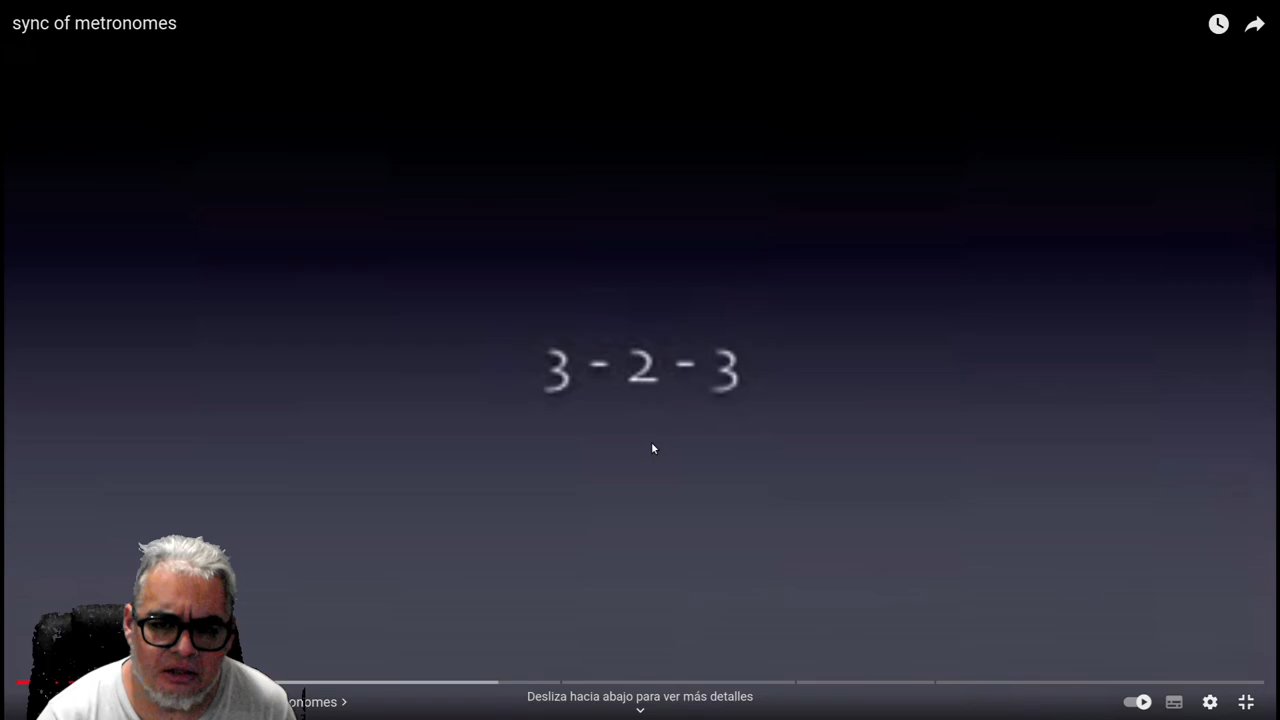 sync of metronomes
3 - 2 - 3
onomes
Desliza hacia abajo para ver más detalles